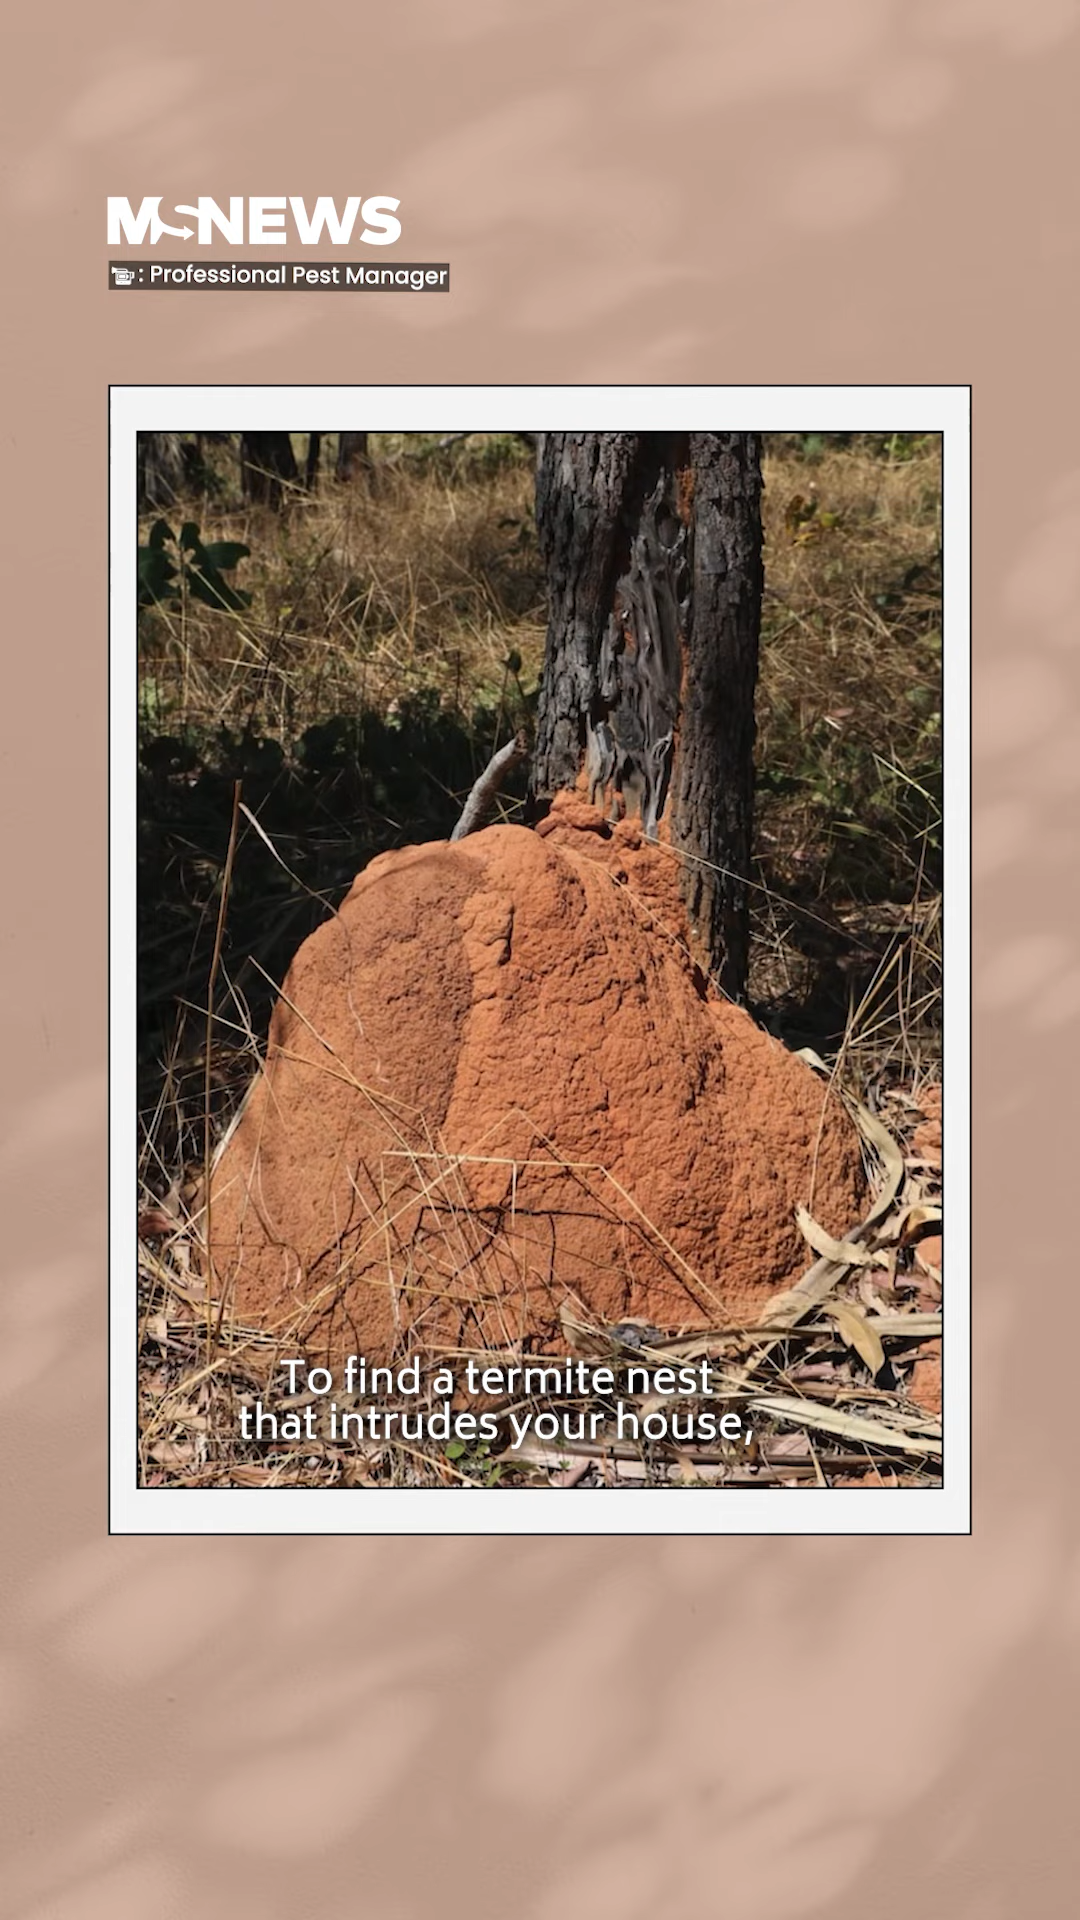 MSNEWS
: Professional Pest Manager
To find a termite nest
that intrudes your house,